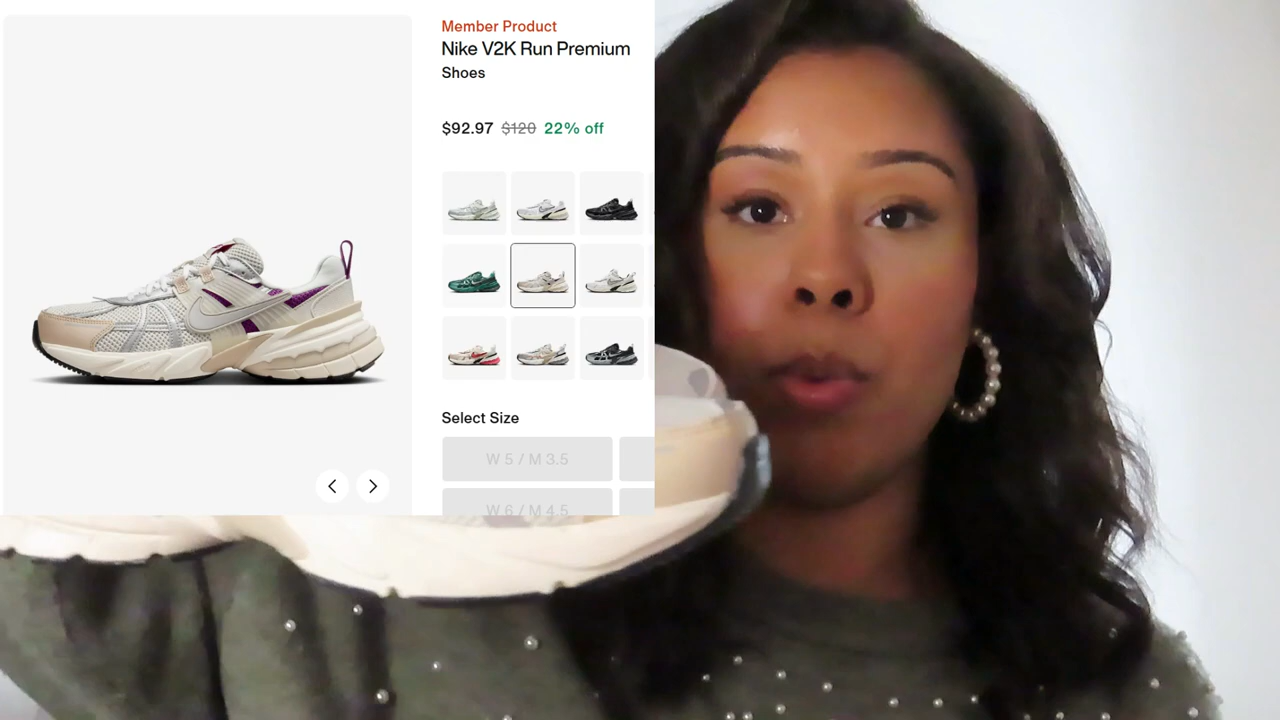 Member Product
Nike V2K Run Premium
Shoes
$92.97 $120 22% off
Select Size
W 5 / M 3.5
W 6 / M 4.5